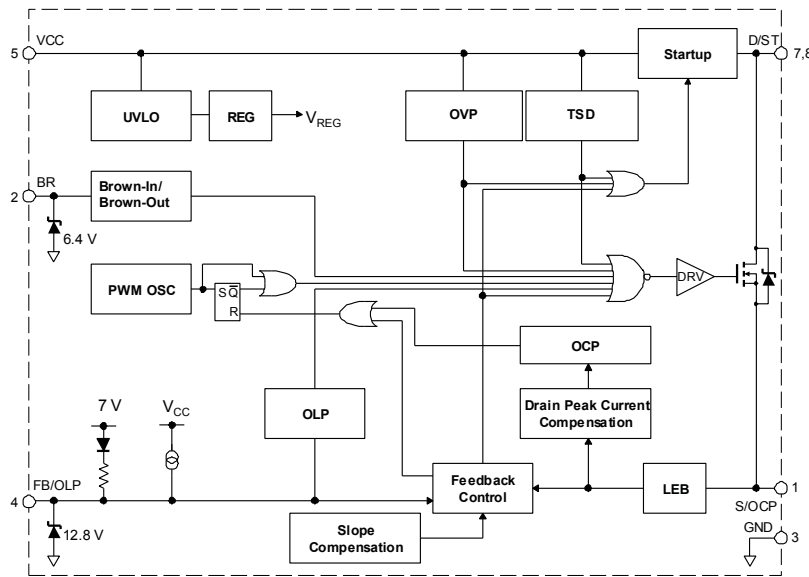 VCC
D/ST
5
7,8
Startup
UVLO
REG
VREG
OVP
TSD
BR
2
Brown-In/
Brown-Out
6.4 V
PWM OSC
S Q̅
R
DRV
OCP
7 V
VCC
OLP
Drain Peak Current
Compensation
FB/OLP
4
Feedback
Control
LEB
1
S/OCP
12.8 V
Slope
Compensation
GND
3